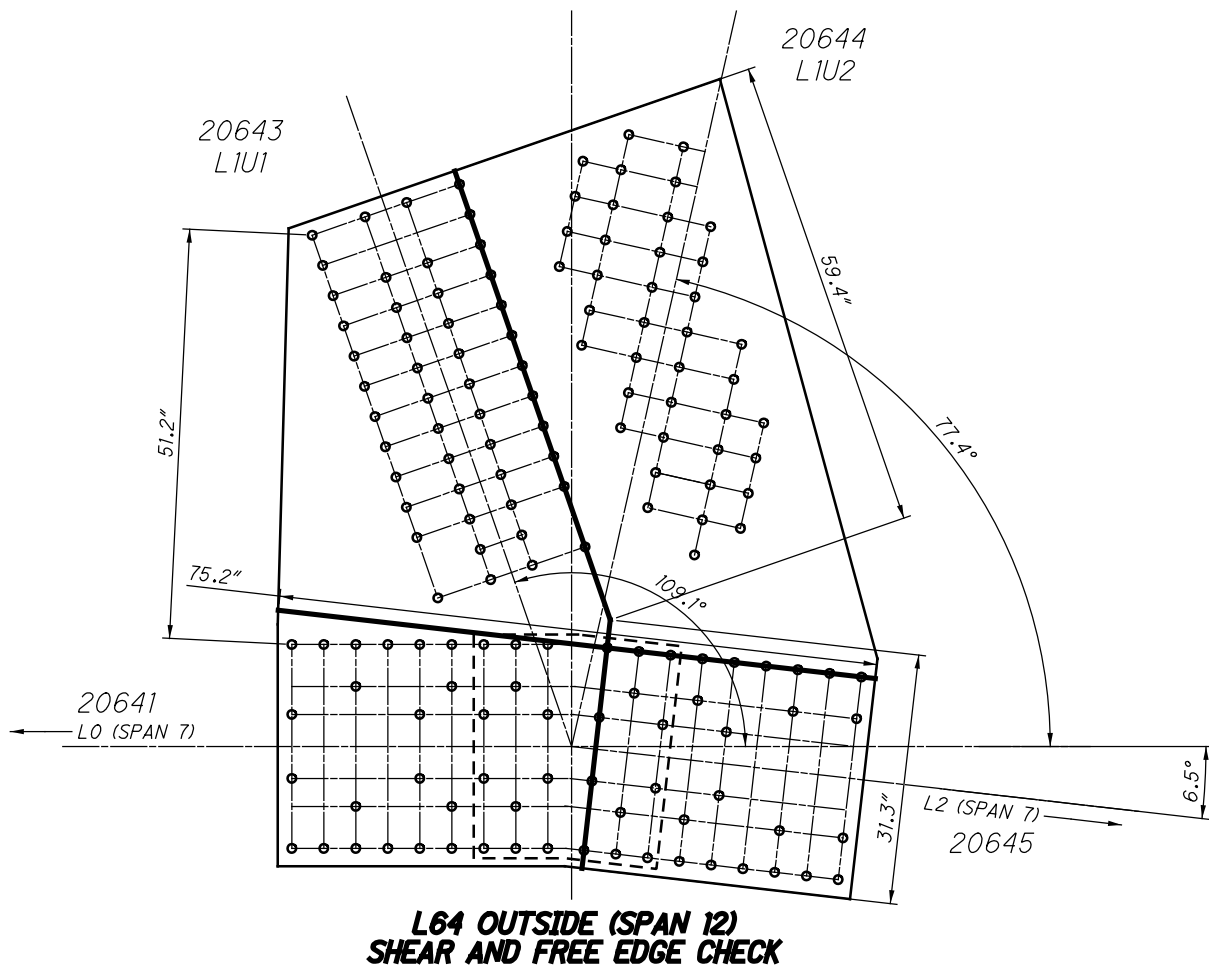 20644
L1U2
20643
L1U1
59.4"
51.2"
77.4°
75.2"
109.1°
20641
L0 (SPAN 7)
6.5°
L2 (SPAN 7)
31.3"
20645
L64 OUTSIDE (SPAN 12)
SHEAR AND FREE EDGE CHECK